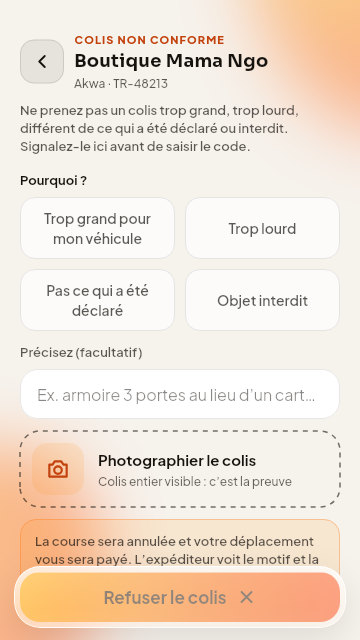 COLIS NON CONFORME
Boutique Mama Ngo
Akwa · TR-48213
Ne prenez pas un colis trop grand, trop lourd,
différent de ce qui a été déclaré ou interdit.
Signalez-le ici avant de saisir le code.
Pourquoi ?
Trop grand pour
mon véhicule
Trop lourd
Pas ce qui a été
déclaré
Objet interdit
Précisez (facultatif)
Ex. armoire 3 portes au lieu d'un cart...
Photographier le colis
Colis entier visible : c'est la preuve
La course sera annulée et votre déplacement
vous sera payé. L'expéditeur voit le motif et la
Refuser le colis